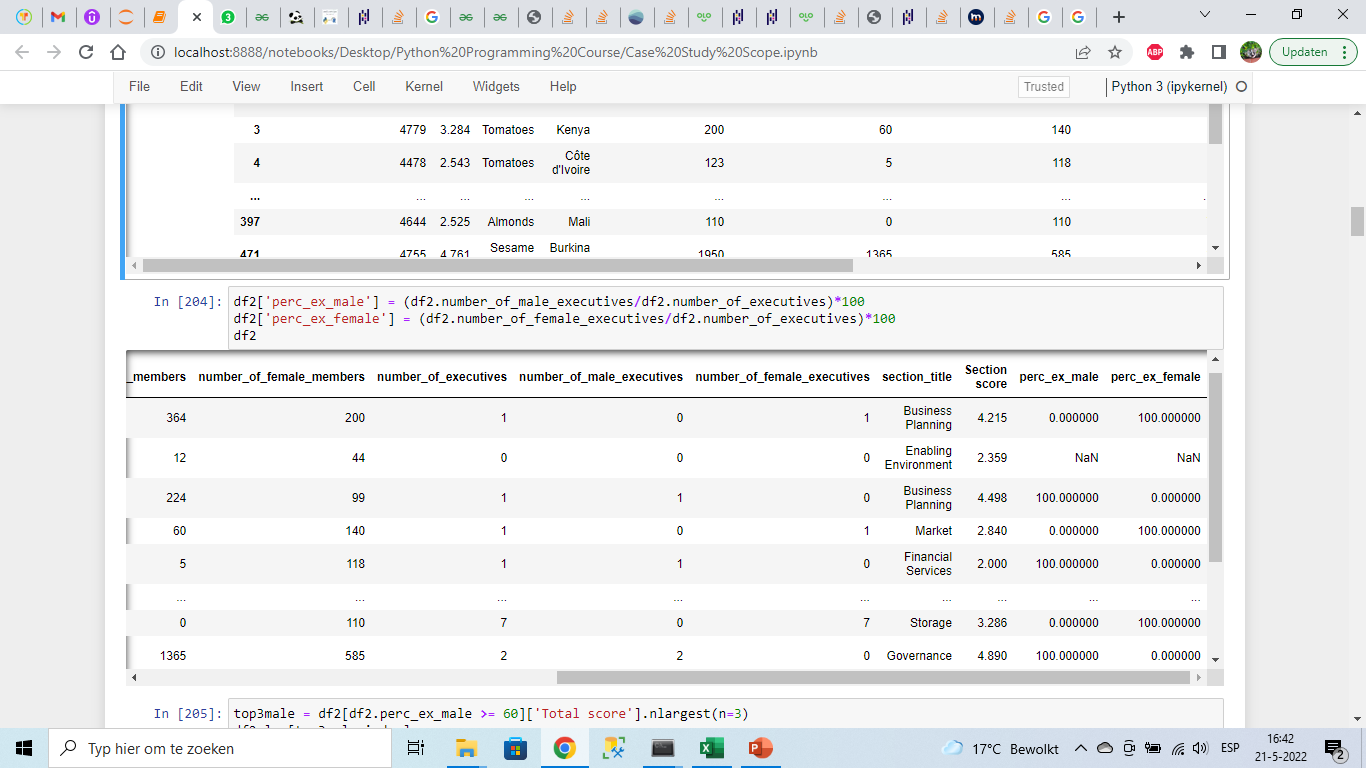 localhost:8888/notebooks/Desktop/Python%20Programming%20Course/Case%20Study%20Scope.ipynb
ABP
Updaten
File Edit View Insert Cell Kernel Widgets Help
Trusted
Python 3 (ipykernel)
3 4779 3.284 Tomatoes Kenya 200 60 140
4 4478 2.543 Tomatoes Côte d'Ivoire 123 5 118
... ... ... ... ... ... ... ...
397 4644 2.525 Almonds Mali 110 0 110
471 4755 4.761 Sesame Burkina 1950 1365 585
In [204]: df2['perc_ex_male'] = (df2.number_of_male_executives/df2.number_of_executives)*100
df2['perc_ex_female'] = (df2.number_of_female_executives/df2.number_of_executives)*100
df2
_members number_of_female_members number_of_executives number_of_male_executives number_of_female_executives section_title Section score perc_ex_male perc_ex_female
364 200 1 0 1 Business Planning 4.215 0.000000 100.000000
12 44 0 0 0 Enabling Environment 2.359 NaN NaN
224 99 1 1 0 Business Planning 4.498 100.000000 0.000000
60 140 1 0 1 Market 2.840 0.000000 100.000000
5 118 1 1 0 Financial Services 2.000 100.000000 0.000000
... ... ... ... ... ... ... ... ...
0 110 7 0 7 Storage 3.286 0.000000 100.000000
1365 585 2 2 0 Governance 4.890 100.000000 0.000000
In [205]: top3male = df2[df2.perc_ex_male >= 60]['Total score'].nlargest(n=3)
Typ hier om te zoeken
17°C Bewolkt
ESP
16:42
21-5-2022
2